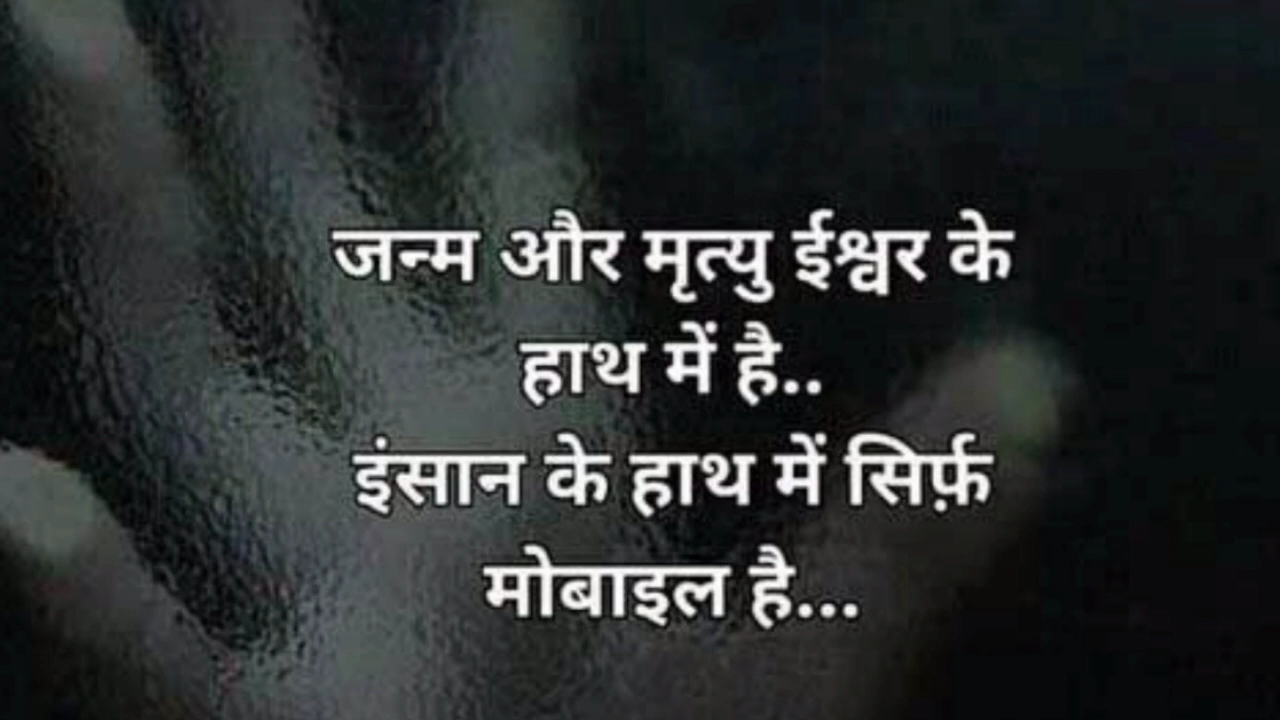 जन्म और मृत्यु ईश्वर के
हाथ में है..
इंसान के हाथ में सिर्फ़
मोबाइल है...